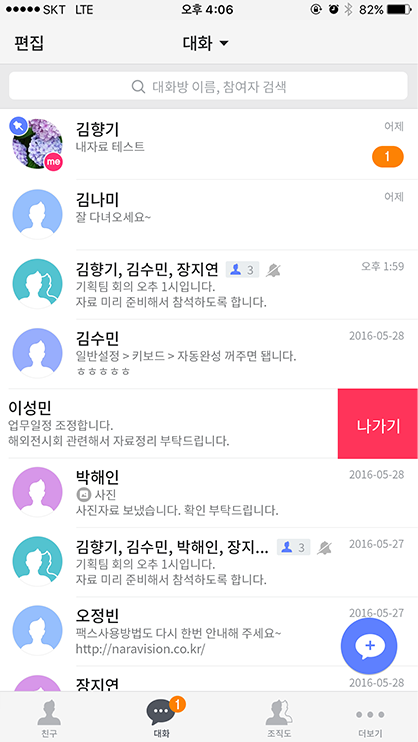 SKT LTE 오후 4:06 82%
편집 대화
대화방 이름, 참여자 검색
김향기 어제
내자료 테스트 1
me
김나미 어제
잘 다녀오세요~
김향기, 김수민, 장지연 3 오후 1:59
기획팀 회의 오추 1시입니다.
자료 미리 준비해서 참석하도록 합니다.
김수민 2016-05-28
일반설정 > 키보드 > 자동완성 꺼주면 됩니다.
ㅎㅎㅎㅎㅎ
이성민
업무일정 조정합니다.
해외전시회 관련해서 자료정리 부탁드립니다.
나가기
박해인 2016-05-28
사진
사진자료 보냈습니다. 확인 부탁드립니다.
김향기, 김수민, 박해인, 장지... 3 2016-05-27
기획팀 회의 오추 1시입니다.
자료 미리 준비해서 참석하도록 합니다.
오정빈 2016-05-27
팩스사용방법도 다시 한번 안내해 주세요~
http://naravision.co.kr/
장지연 2016-05-28
1
친구 대화 조직도 더보기